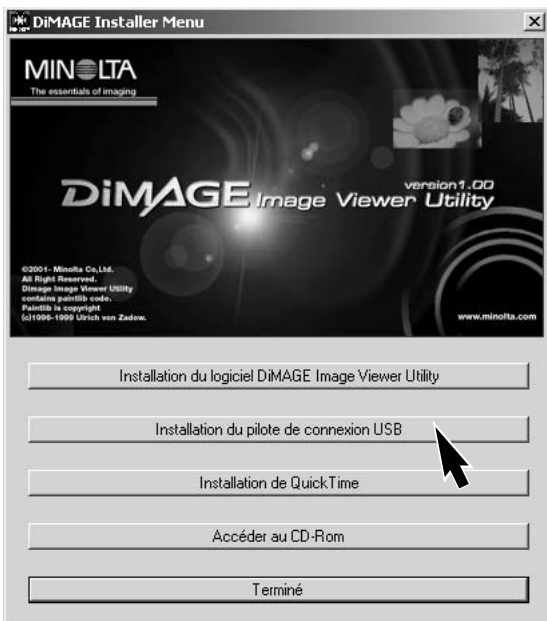 DiMAGE Installer Menu
MINOLTA
The essentials of imaging
DiMAGE Image Viewer Utility
version1.00
©2001- Minolta Co,Ltd.
All Right Reserved.
Dimage Image Viewer Utility
contains paintlib code.
Paintlib is copyright
(c)1996-1999 Ulrich von Zadow.
www.minolta.com
Installation du logiciel DiMAGE Image Viewer Utility
Installation du pilote de connexion USB
Installation de QuickTime
Accéder au CD-Rom
Terminé